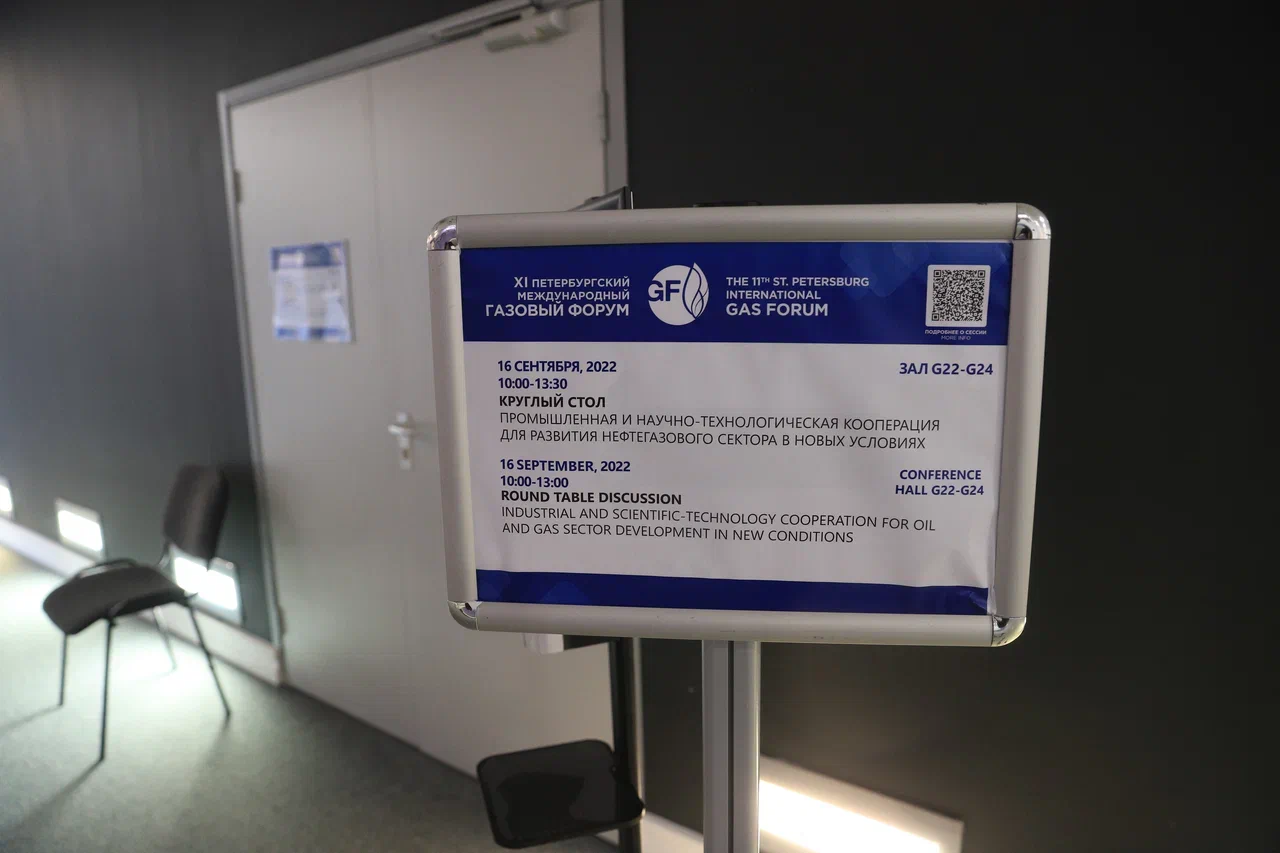 XI ПЕТЕРБУРГСКИЙ
МЕЖДУНАРОДНЫЙ
ГАЗОВЫЙ ФОРУМ
GF
THE 11TH ST. PETERSBURG
INTERNATIONAL
GAS FORUM
ПОДРОБНЕЕ О СЕССИИ
MORE INFO
16 СЕНТЯБРЯ, 2022
10:00-13:30
ЗАЛ G22-G24
КРУГЛЫЙ СТОЛ
ПРОМЫШЛЕННАЯ И НАУЧНО-ТЕХНОЛОГИЧЕСКАЯ КООПЕРАЦИЯ
ДЛЯ РАЗВИТИЯ НЕФТЕГАЗОВОГО СЕКТОРА В НОВЫХ УСЛОВИЯХ
16 SEPTEMBER, 2022
10:00-13:00
CONFERENCE
HALL G22-G24
ROUND TABLE DISCUSSION
INDUSTRIAL AND SCIENTIFIC-TECHNOLOGY COOPERATION FOR OIL
AND GAS SECTOR DEVELOPMENT IN NEW CONDITIONS